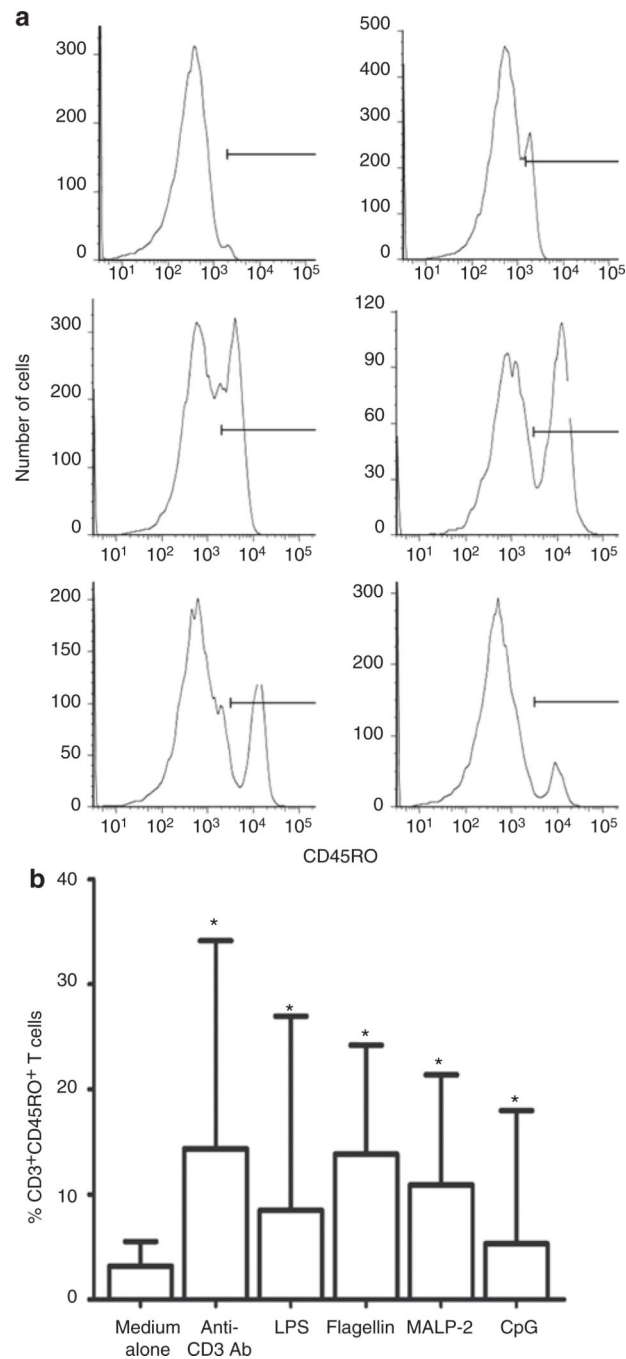 a
300
200
100
0
10¹ 10² 10³ 10⁴ 10⁵
500
400
300
200
100
0
10¹ 10² 10³ 10⁴ 10⁵
Number of cells
300
200
100
0
10¹ 10² 10³ 10⁴ 10⁵
120
90
60
30
0
10¹ 10² 10³ 10⁴ 10⁵
200
150
100
50
0
10¹ 10² 10³ 10⁴ 10⁵
300
200
100
0
10¹ 10² 10³ 10⁴ 10⁵
CD45RO
b
% CD3⁺CD45RO⁺ T cells
40
30
20
10
0
* * * * *
Medium alone
Anti-CD3 Ab
LPS
Flagellin
MALP-2
CpG